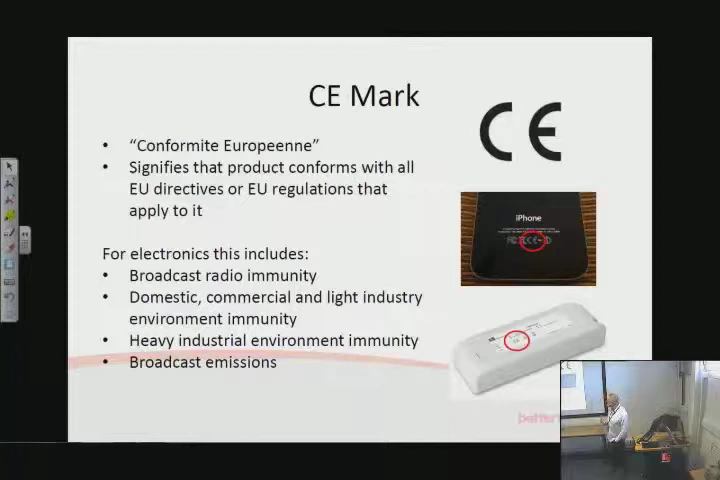 CE Mark
CE
• “Conformite Europeenne”
• Signifies that product conforms with all
EU directives or EU regulations that
apply to it
iPhone
For electronics this includes:
• Broadcast radio immunity
• Domestic, commercial and light industry
environment immunity
• Heavy industrial environment immunity
• Broadcast emissions